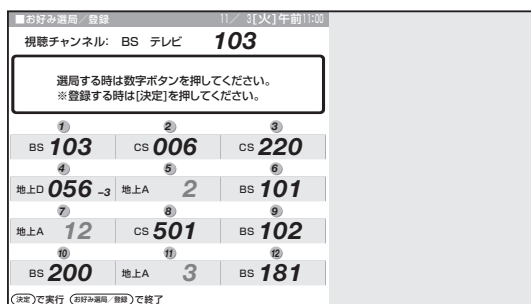 ■お好み選局／登録 11／ 3[火]午前11:00
視聴チャンネル: BS テレビ 103
選局する時は数字ボタンを押してください。
※登録する時は[決定]を押してください。
1 2 3
BS 103 CS 006 CS 220
4 5 6
地上D 056 -3 地上A 2 BS 101
7 8 9
地上A 12 CS 501 BS 102
10 11 12
BS 200 地上A 3 BS 181
決定で実行 お好み選局／登録で終了